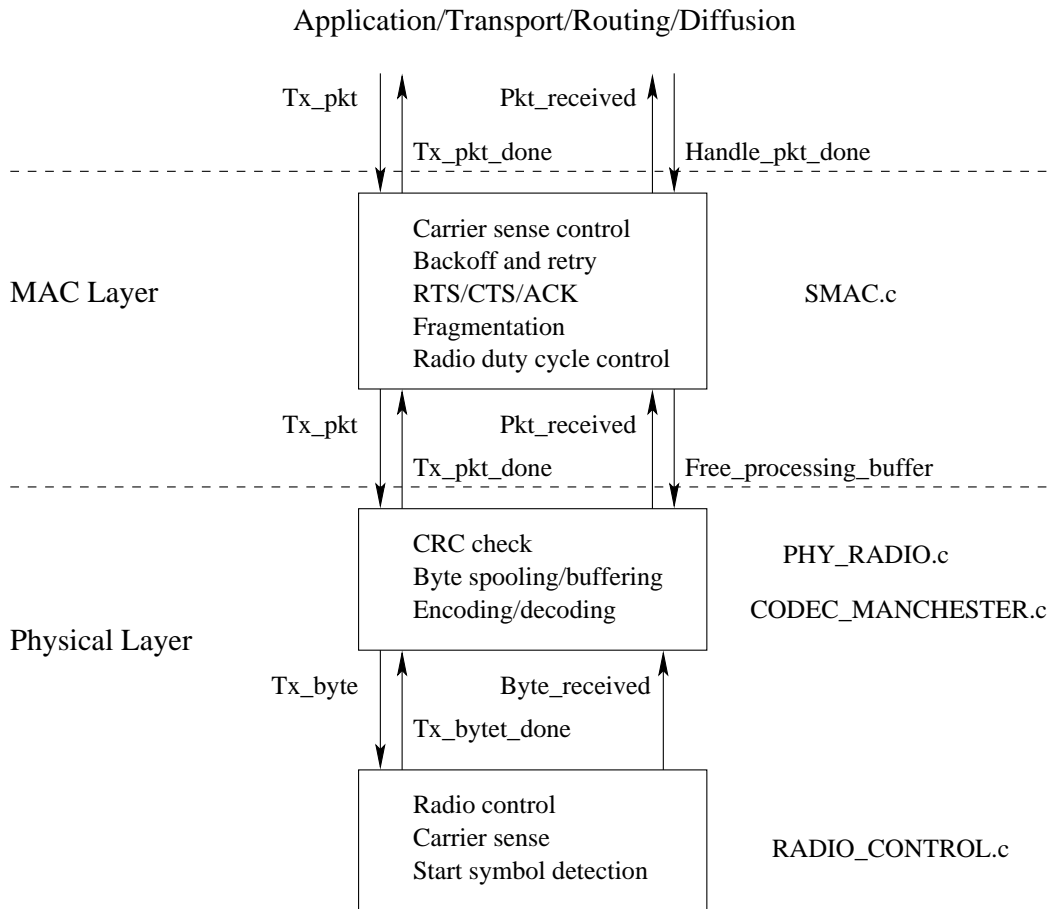 Application/Transport/Routing/Diffusion
Tx_pkt
Pkt_received
Tx_pkt_done
Handle_pkt_done
MAC Layer
Carrier sense control
Backoff and retry
RTS/CTS/ACK
Fragmentation
Radio duty cycle control
SMAC.c
Tx_pkt
Pkt_received
Tx_pkt_done
Free_processing_buffer
Physical Layer
CRC check
Byte spooling/buffering
Encoding/decoding
PHY_RADIO.c
CODEC_MANCHESTER.c
Tx_byte
Byte_received
Tx_bytet_done
Radio control
Carrier sense
Start symbol detection
RADIO_CONTROL.c